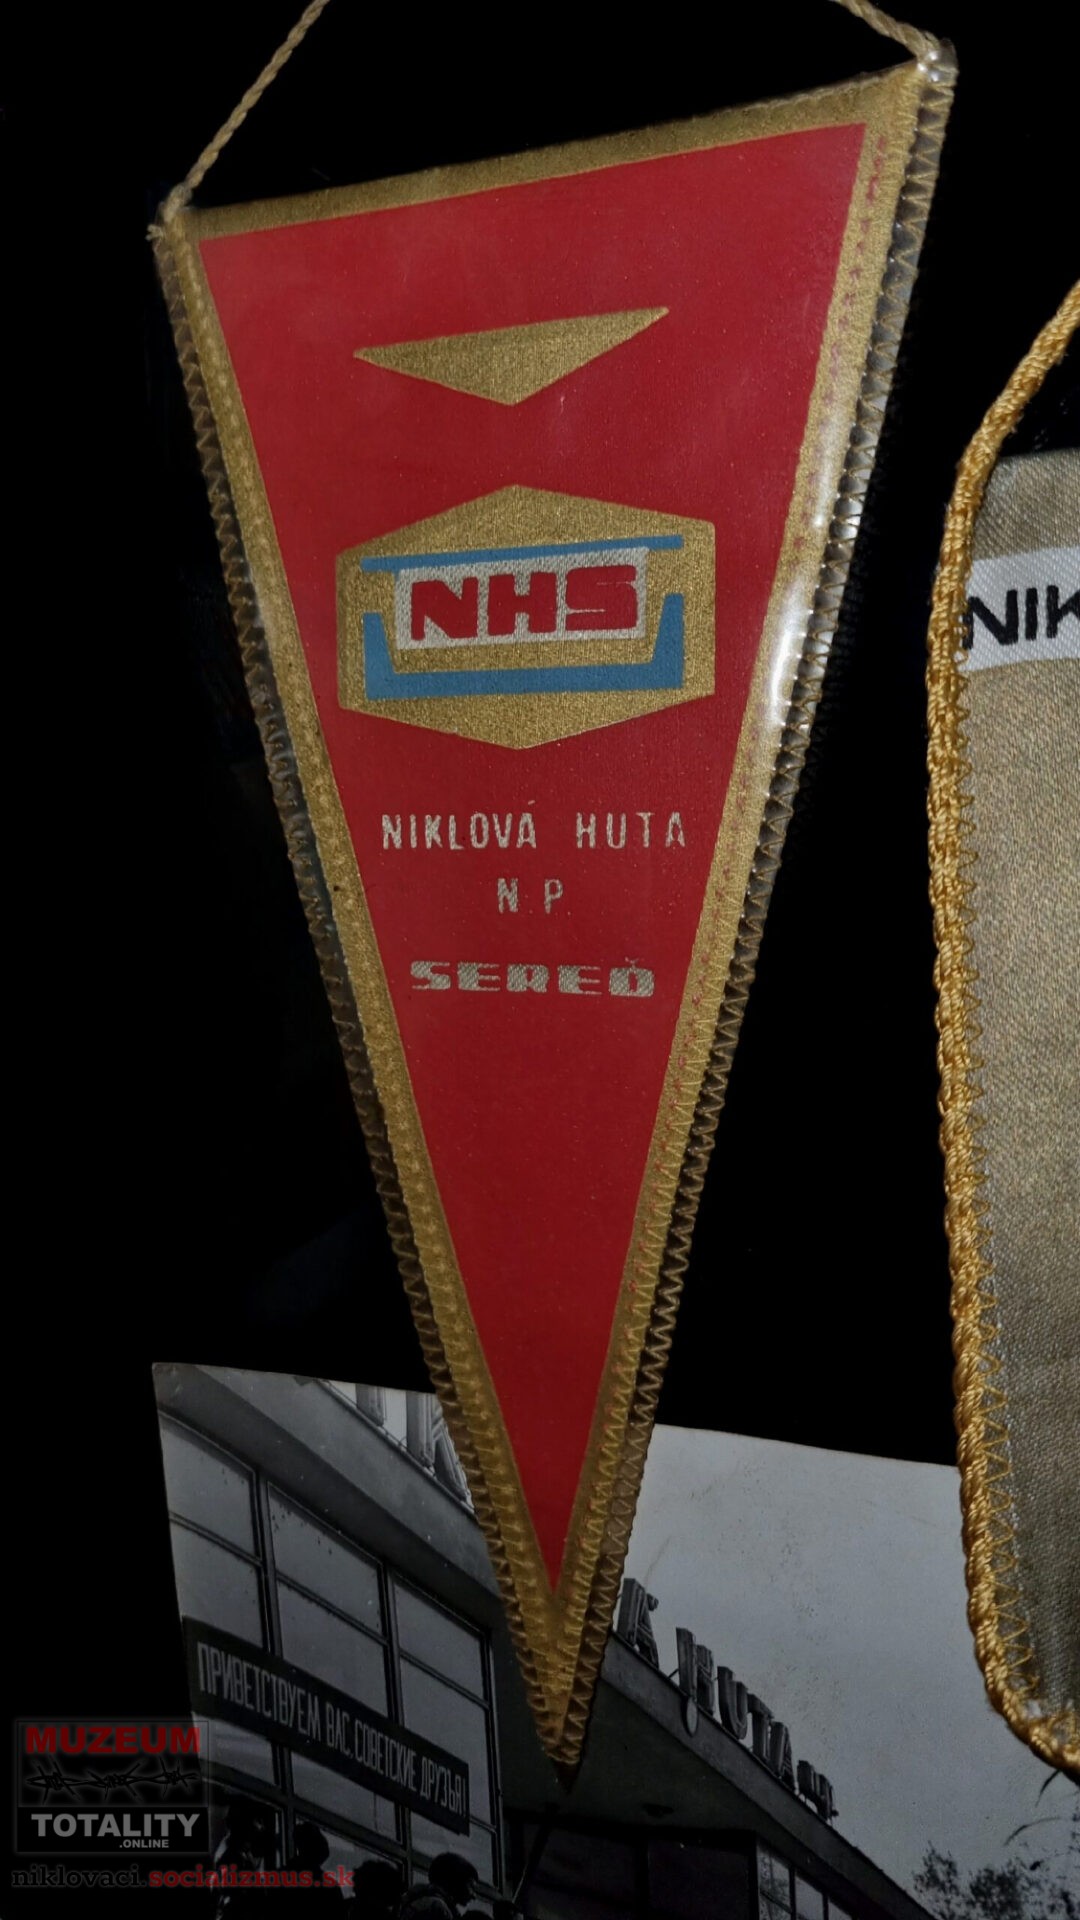 NHS
NIKLOVÁ HUTA
N P
SEREĎ
NIK
ПРИВЕТСТВУЕМ ВАС, СОВЕТСКИЕ ДРУЗЬЯ!
Á HUTA
MUZEUM
TOTALITY
.ONLINE
niklovaci.socializmus.sk